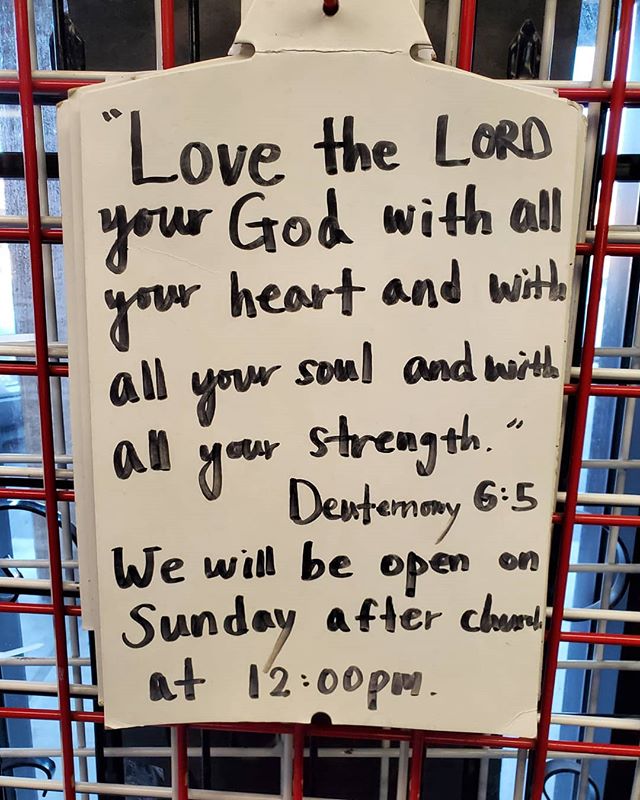 "Love the LORD
your God with all
your heart and with
all your soul and with
all your strength."
Deuternomy 6:5
We will be open on
Sunday after church
at 12:00pm.